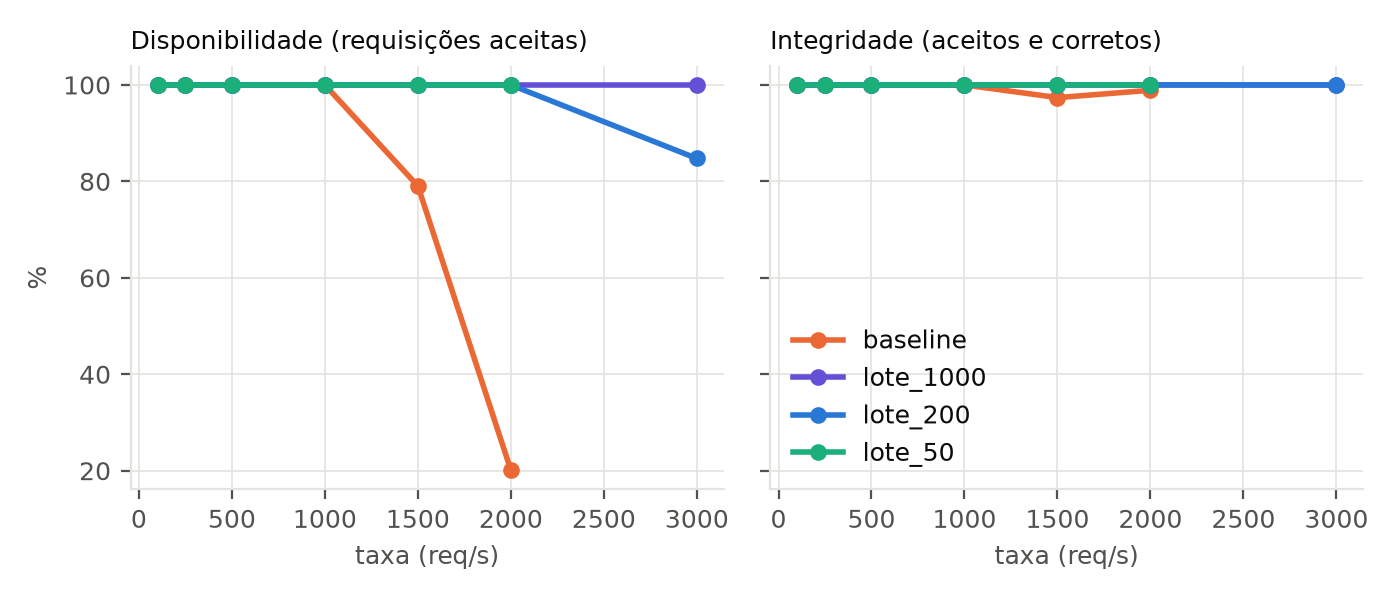 Disponibilidade (requisições aceitas)
100
80
60
40
20
%
0 500 1000 1500 2000 2500 3000
taxa (req/s)
Integridade (aceitos e corretos)
baseline
lote_1000
lote_200
lote_50
0 500 1000 1500 2000 2500 3000
taxa (req/s)